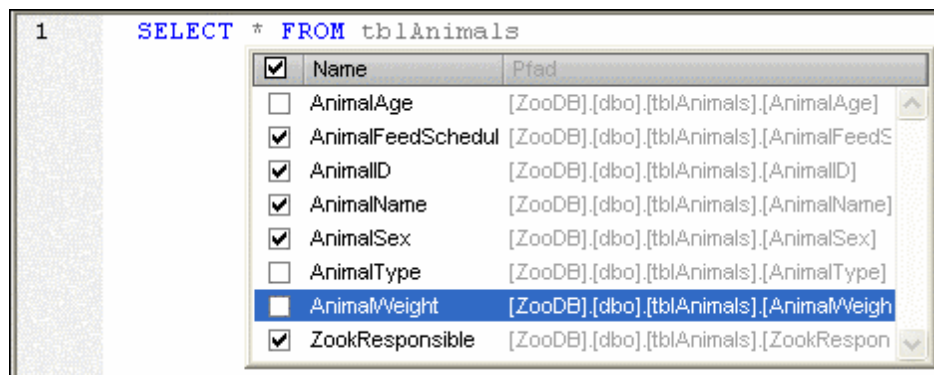 1 SELECT * FROM tblAnimals
Name Pfad
AnimalAge [ZooDB].[dbo].[tblAnimals].[AnimalAge]
AnimalFeedSchedul [ZooDB].[dbo].[tblAnimals].[AnimalFeedS
AnimalID [ZooDB].[dbo].[tblAnimals].[AnimalID]
AnimalName [ZooDB].[dbo].[tblAnimals].[AnimalName]
AnimalSex [ZooDB].[dbo].[tblAnimals].[AnimalSex]
AnimalType [ZooDB].[dbo].[tblAnimals].[AnimalType]
AnimalWeight [ZooDB].[dbo].[tblAnimals].[AnimalWeigh
ZookResponsible [ZooDB].[dbo].[tblAnimals].[ZookRespon